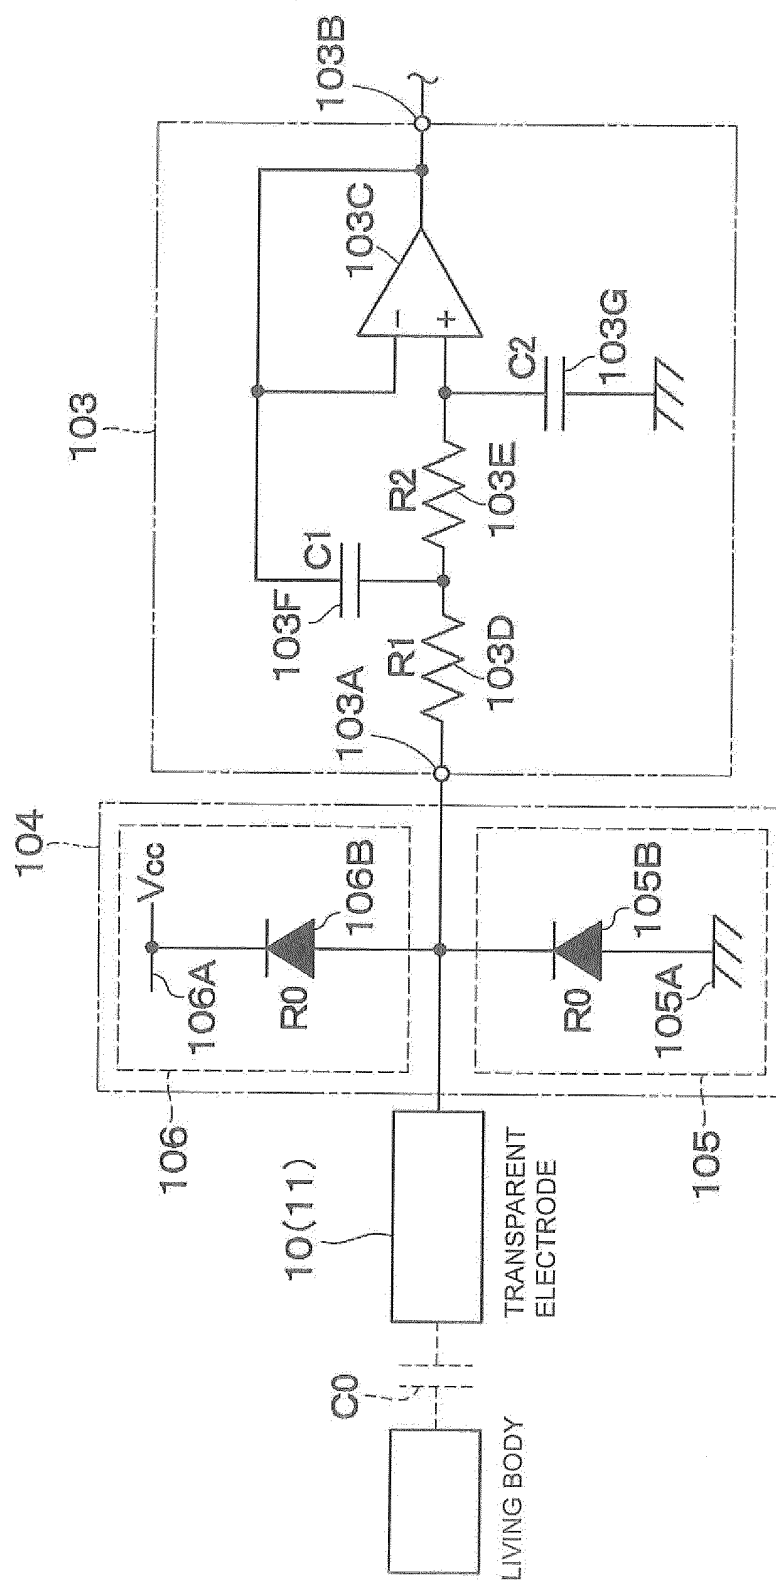 103
103B
103C
−
+
C1
103F
R2
103E
C2
103G
103A
R1
103D
104
Vcc
106A
106B
R0
106
R0
105B
105A
105
10(11)
TRANSPARENT
ELECTRODE
C0
LIVING BODY